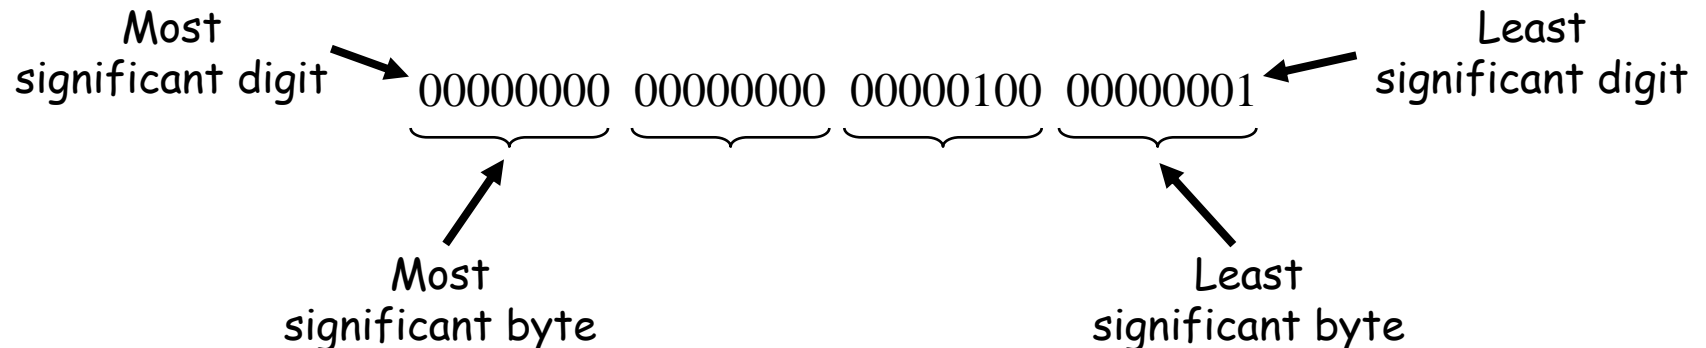 Most
significant digit
00000000 00000000 00000100 00000001
Least
significant digit
Most
significant byte
Least
significant byte